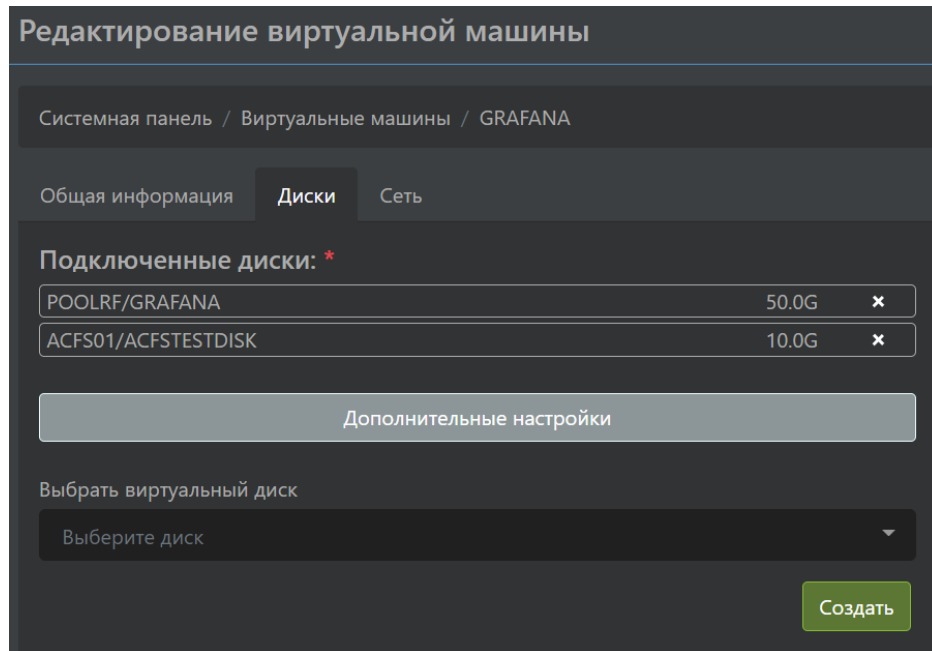 Редактирование виртуальной машины
Системная панель / Виртуальные машины / GRAFANA
Общая информация Диски Сеть
Подключенные диски: *
POOLRF/GRAFANA 50.0G ×
ACFS01/ACFSTESTDISK 10.0G ×
Дополнительные настройки
Выбрать виртуальный диск
Выберите диск
Создать